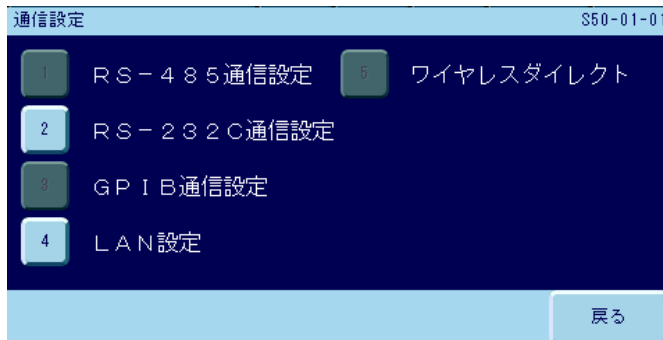 通信設定 S50-01-01
1 RS-485通信設定 5 ワイヤレスダイレクト
2 RS-232C通信設定
3 GPIB通信設定
4 LAN設定
戻る